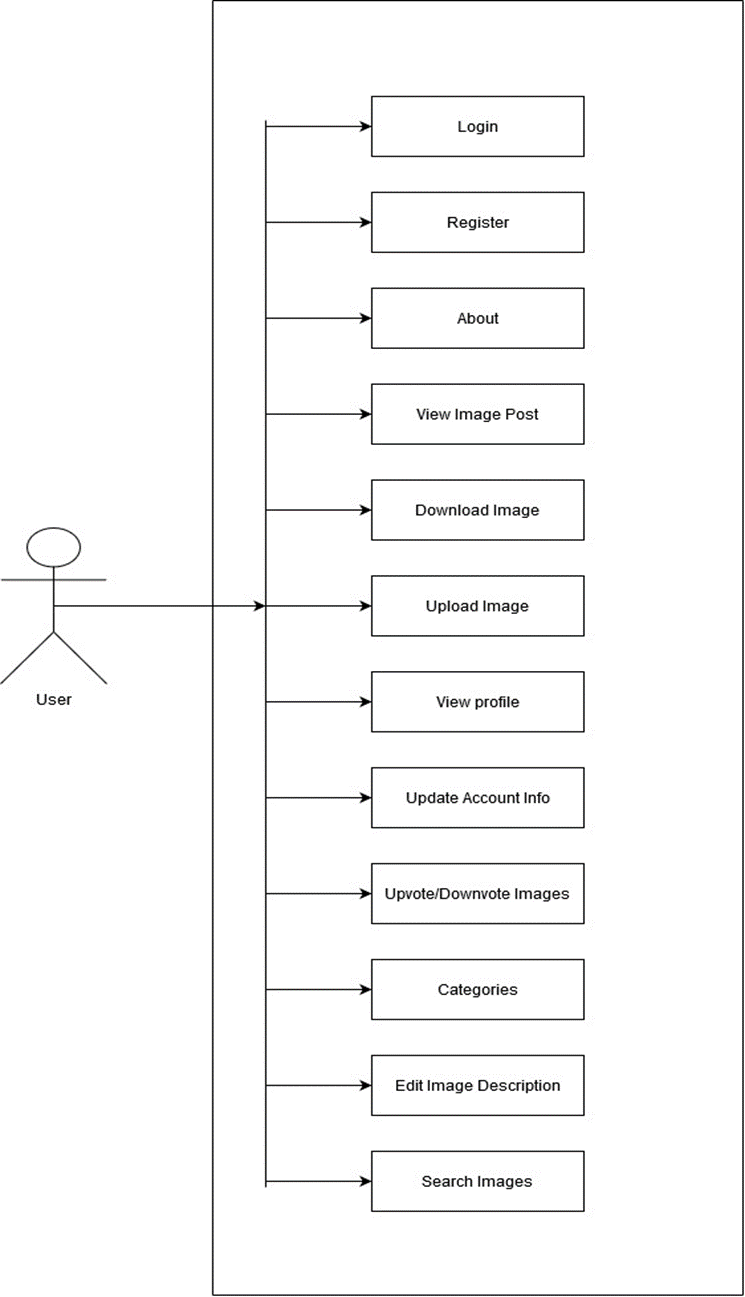 Login
Register
About
View Image Post
Download Image
Upload Image
User
View profile
Update Account Info
Upvote/Downvote Images
Categories
Edit Image Description
Search Images